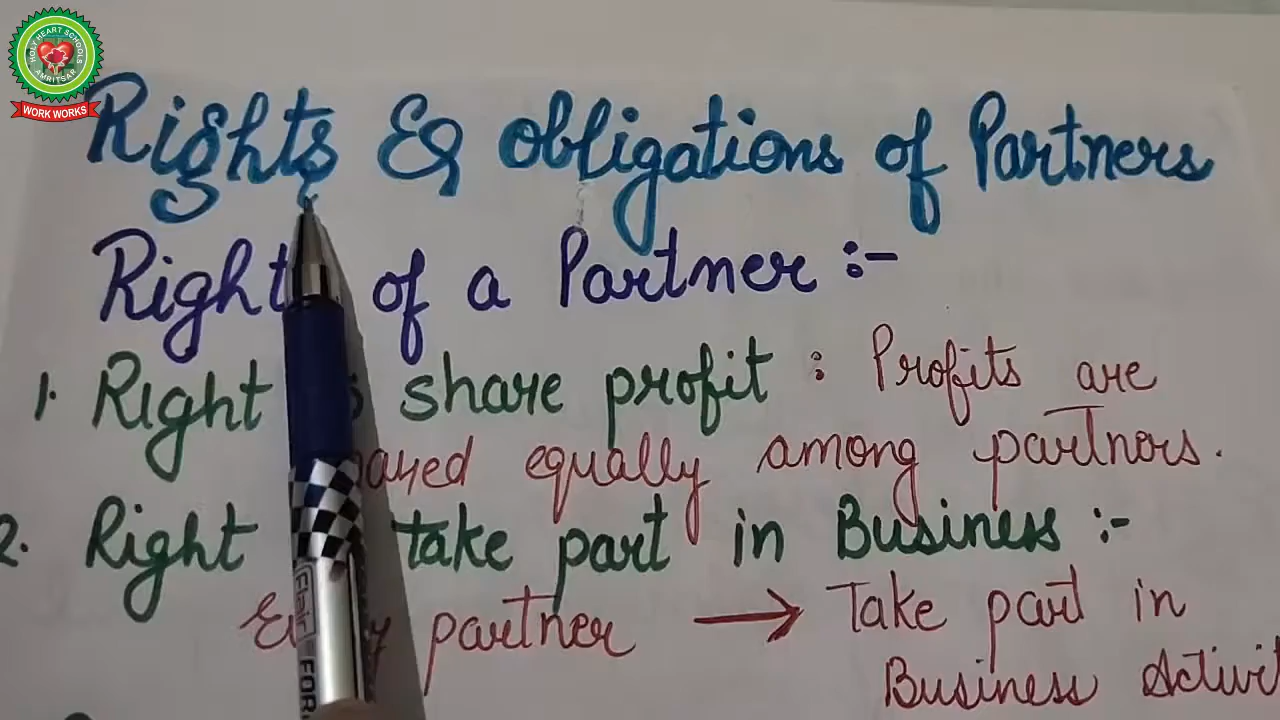 HOLY HEART SCHOOLS
AMRITSAR
WORK WORKS
Rights & obligations of Partners
Right of a Partner :-
1. Right share profit : Profits are
equally among partners.
2. Right take part in Business :-
partner → Take part in
Business
Flair
FOR